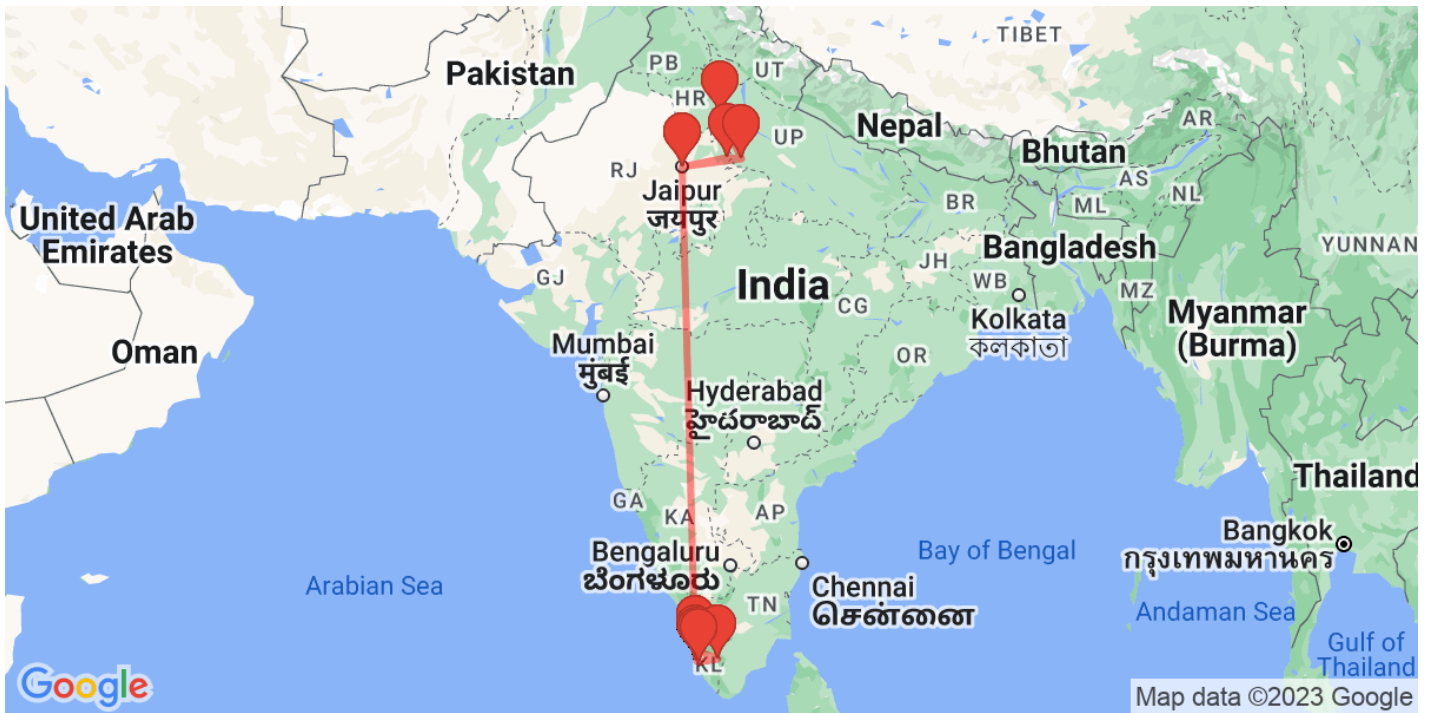 TIBET
PB
UT
Pakistan
HR
AR
Nepal
UP
Bhutan
RJ
AS
NL
Jaipur
जयपुर
BR
ML
United Arab
Emirates
Bangladesh
YUNNAN
JH
GJ
India
WB
MZ
CG
Kolkata
কলকাতা
Myanmar
(Burma)
Oman
Mumbai
मुंबई
OR
Hyderabad
హైదరాబాద్
Thailand
GA
KA
AP
Bangkok
กรุงเทพมหานคร
Bengaluru
ಬೆಂಗಳೂರು
Bay of Bengal
Arabian Sea
Chennai
சென்னை
TN
Andaman Sea
Gulf of
Thailand
KL
Google
Map data ©2023 Google